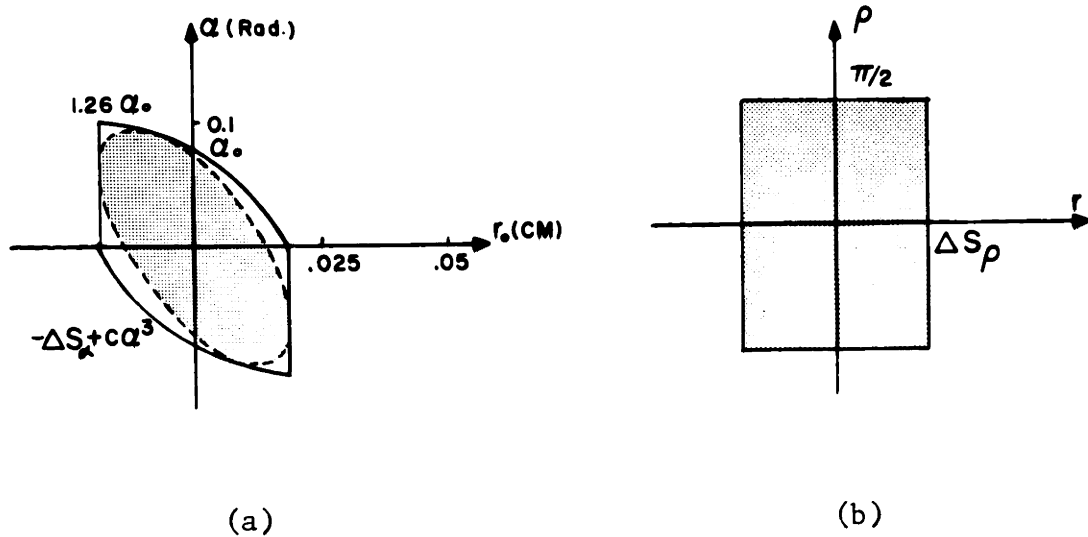 α (Rad.)
1.26 α₀
0.1
α₀
r₀ (CM)
.025
.05
-ΔSα+cα³
(a)
ρ
π/2
r
ΔSρ
(b)